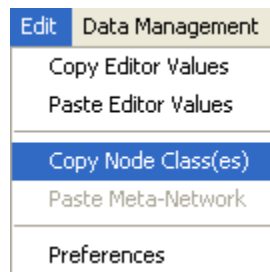 Edit Data Management
Copy Editor Values
Paste Editor Values
Copy Node Class(es)
Paste Meta-Network
Preferences